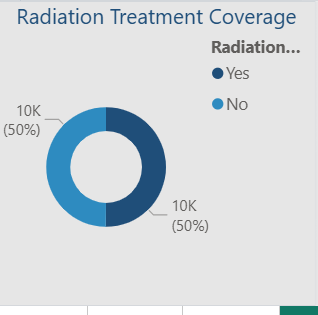 Radiation Treatment Coverage
Radiation...
Yes
No
10K
(50%)
10K
(50%)